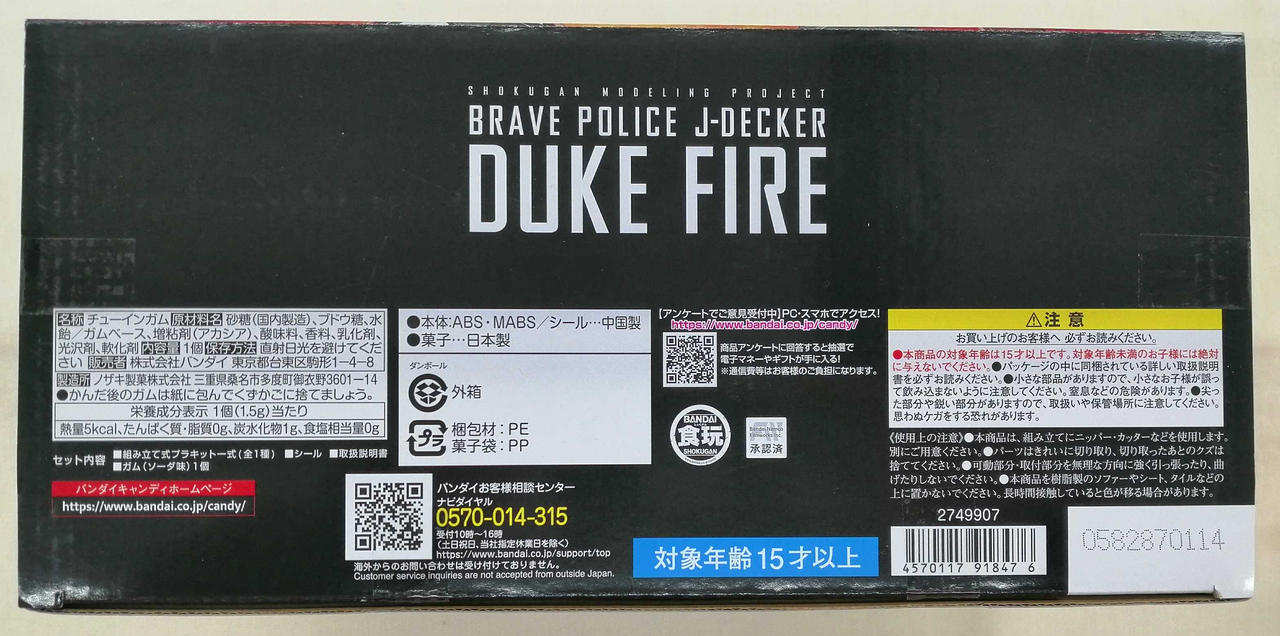 SHOKUGAN MODELING PROJECT
BRAVE POLICE J-DECKER
DUKE FIRE
名称 チューインガム 原材料名 砂糖(国内製造)、ブドウ糖、水
飴／ガムベース、増粘剤(アカシア)、酸味料、香料、乳化剤、
光沢剤、軟化剤 内容量 1個 保存方法 直射日光を避けてくだ
さい 販売者 株式会社バンダイ 東京都台東区駒形1-4-8
製造所 ノザキ製菓株式会社 三重県桑名市多度町御衣野3601-14
●かんだ後のガムは紙に包んでくずかごに捨てましょう。
栄養成分表示 1個(1.5g)当たり
熱量5kcal、たんぱく質・脂質0g、炭水化物1g、食塩相当量0g
セット内容 ■組み立て式プラキット一式(全1種) ■シール ■取扱説明書
■ガム(ソーダ味)1個
バンダイキャンディホームページ
https://www.bandai.co.jp/candy/
●本体:ABS・MABS／シール…中国製
●菓子…日本製
ダンボール
外箱
プラ
梱包材:PE
菓子袋:PP
バンダイお客様相談センター
ナビダイヤル
0570-014-315
受付10時～16時
(土日祝日、当社指定休業日を除く)
https://www.bandai.co.jp/support/top
海外からのお問い合わせは受け付けておりません。
Customer service inquiries are not accepted from outside Japan.
【アンケートでご意見受付中】PC・スマホでアクセス!
https://www.bandai.co.jp/candy/
商品アンケートに回答すると抽選で
電子マネーやギフトが手に入る!
※通信費等はお客様のご負担になります。
BANDAI
食玩
SHOKUGAN
承認済
対象年齢15才以上
⚠注意
お買い上げのお客様へ 必ずお読みください。
●本商品の対象年齢は15才以上です。対象年齢未満のお子様には絶対
に与えないでください。●パッケージの中に同梱されている詳しい取扱説明
書を必ずお読みください。●小さな部品がありますので、小さなお子様が誤っ
て飲み込まないように注意してください。窒息などの危険があります。●尖っ
た部分や鋭い部分がありますので、取扱いや保管場所に注意してください。
思わぬケガをする恐れがあります。
《使用上の注意》●本商品は、組み立てにニッパー・カッターなどを使用します。
別にご用意ください。●パーツはきれいに切り取り、切り取ったあとのクズは
捨ててください。●可動部分・取付部分を無理な方向に強く引っ張ったり、曲
げたりしないでください。●本商品を樹脂製のソファーやシート、タイルなどの
上に置かないでください。長時間接触していると色が移る場合があります。
2749907
4570117 91847 6
0582870114